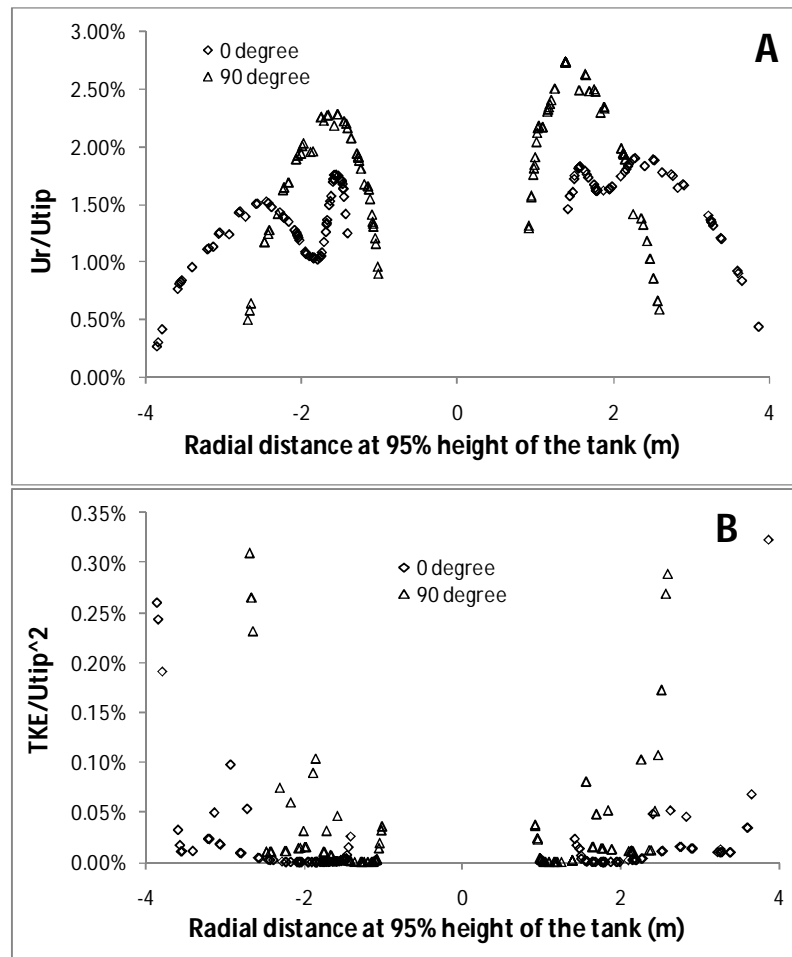 A
0 degree
90 degree
3.00%
2.50%
2.00%
1.50%
1.00%
0.50%
0.00%
Ur/Utip
-4
-2
0
2
4
Radial distance at 95% height of the tank (m)
B
0 degree
90 degree
0.35%
0.30%
0.25%
0.20%
0.15%
0.10%
0.05%
0.00%
TKE/Utip^2
-4
-2
0
2
4
Radial distance at 95% height of the tank (m)